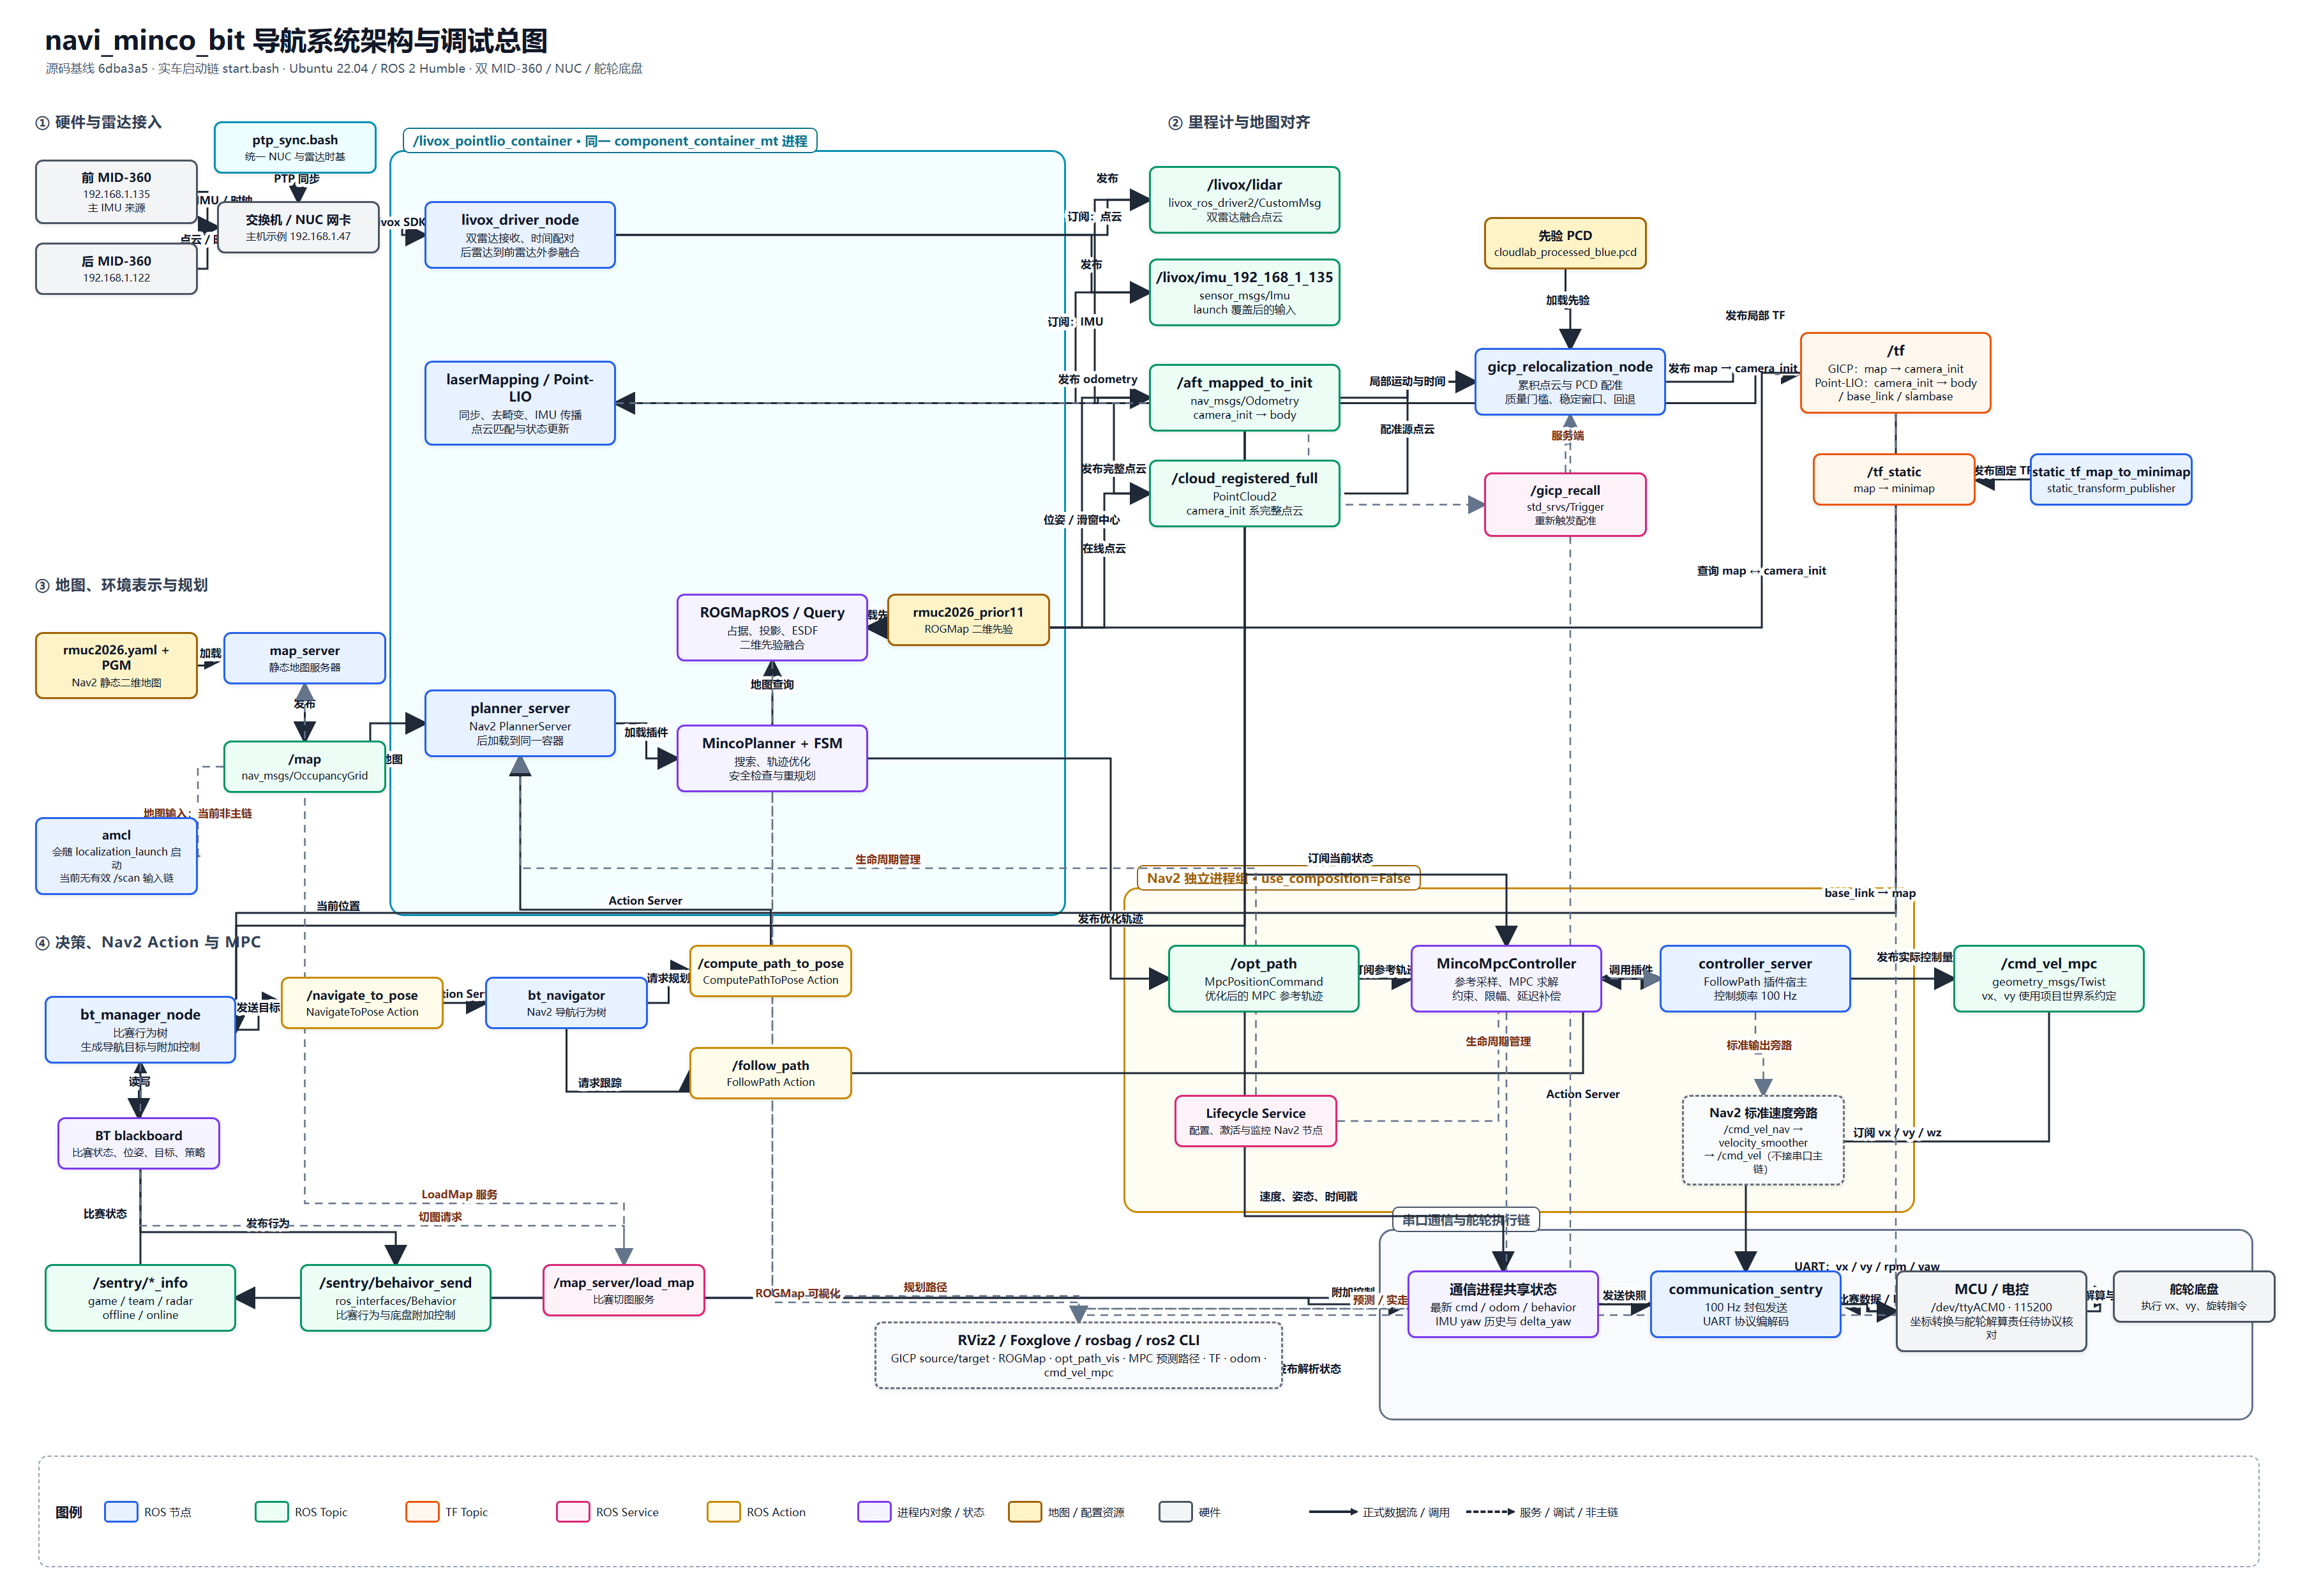 navi_minco_bit 导航系统架构与调试总图
源码基线 6dba3a5 · 实车启动链 start.bash · Ubuntu 22.04 / ROS 2 Humble · 双 MID-360 / NUC / 舵轮底盘
① 硬件与雷达接入
ptp_sync.bash
统一 NUC 与雷达时基
PTP 同步
前 MID-360
192.168.1.135
主 IMU 来源
IMU / 时钟
点云 /
后 MID-360
192.168.1.122
交换机 / NUC 网卡
主机示例 192.168.1.47
SDK
/livox_pointlio_container • 同一 component_container_mt 进程
livox_driver_node
双雷达接收、时间配对
后雷达到前雷达外参融合
laserMapping / Point-
LIO
同步、去畸变、IMU 传播
点云匹配与状态更新
② 里程计与地图对齐
发布
订阅：点云
/livox/lidar
livox_ros_driver2/CustomMsg
双雷达融合点云
发布
/livox/imu_192_168_1_135
sensor_msgs/Imu
launch 覆盖后的输入
订阅：IMU
发布 odometry
/aft_mapped_to_init
nav_msgs/Odometry
camera_init → body
局部运动与时间
配准源点云
发布完整点云
/cloud_registered_full
PointCloud2
camera_init 系完整点云
位姿 / 滑窗中心
在线点云
先验 PCD
cloudlab_processed_blue.pcd
加载先验
gicp_relocalization_node
累积点云与 PCD 配准
质量门槛、稳定窗口、回退
服务端
/gicp_recall
std_srvs/Trigger
重新触发配准
发布局部 TF
发布 map → camera_init
/tf
GICP：map → camera_init
Point-LIO：camera_init → body
/ base_link / slambase
/tf_static
map → minimap
发布固定 TF
static_tf_map_to_minimap
static_transform_publisher
查询 map ↔ camera_init
③ 地图、环境表示与规划
rmuc2026.yaml +
PGM
Nav2 静态二维地图
加载
map_server
静态地图服务器
发布
/map
nav_msgs/OccupancyGrid
地图
地图输入：当前非主链
amcl
会随 localization_launch 启
动
当前无有效 /scan 输入链
ROGMapROS / Query
占据、投影、ESDF
二维先验融合
rmuc2026_prior11
ROGMap 二维先验
地图查询
planner_server
Nav2 PlannerServer
后加载到同一容器
加载插件
MincoPlanner + FSM
搜索、轨迹优化
安全检查与重规划
生命周期管理
Action Server
当前位置
发布优化轨迹
订阅当前状态
base_link → map
④ 决策、Nav2 Action 与 MPC
bt_manager_node
比赛行为树
生成导航目标与附加控制
发送目标
/navigate_to_pose
NavigateToPose Action
bt_navigator
Nav2 导航行为树
请求规划
/compute_path_to_pose
ComputePathToPose Action
请求跟踪
/follow_path
FollowPath Action
读写
BT blackboard
比赛状态、位姿、目标、策略
比赛状态
发布行为
LoadMap 服务
切图请求
/sentry/*_info
game / team / radar
offline / online
/sentry/behaivor_send
ros_interfaces/Behavior
比赛行为与底盘附加控制
/map_server/load_map
比赛切图服务
Nav2 独立进程组 · use_composition=False
/opt_path
MpcPositionCommand
优化后的 MPC 参考轨迹
MincoMpcController
参考采样、MPC 求解
约束、限幅、延迟补偿
调用插件
controller_server
FollowPath 插件宿主
控制频率 100 Hz
发布实际控制量
/cmd_vel_mpc
geometry_msgs/Twist
vx、vy 使用项目世界系约定
生命周期管理
标准输出旁路
Action Server
Lifecycle Service
配置、激活与监控 Nav2 节点
Nav2 标准速度旁路
/cmd_vel_nav →
velocity_smoother
→ /cmd_vel（不接串口主
链）
订阅 vx / vy / wz
速度、姿态、时间戳
串口通信与舵轮执行链
UART：vx / vy / rpm / yaw
ROGMap 可视化
规划路径
预测 / 实走
通信进程共享状态
最新 cmd / odom / behavior
IMU yaw 历史与 delta_yaw
发送快照
communication_sentry
100 Hz 封包发送
UART 协议编解码
MCU / 电控
/dev/ttyACM0 · 115200
坐标转换与舵轮解算责任待协议核
对
舵轮底盘
执行 vx、vy、旋转指令
RViz2 / Foxglove / rosbag / ros2 CLI
GICP source/target · ROGMap · opt_path_vis · MPC 预测路径 · TF · odom ·
cmd_vel_mpc
布解析状态
图例
ROS 节点
ROS Topic
TF Topic
ROS Service
ROS Action
进程内对象 / 状态
地图 / 配置资源
硬件
正式数据流 / 调用
服务 / 调试 / 非主链